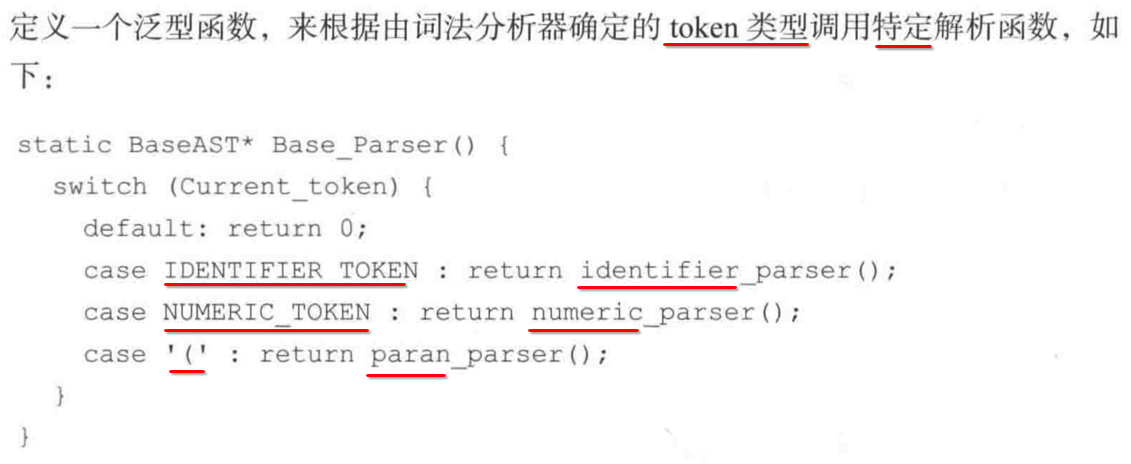 定义一个泛型函数，来根据由词法分析器确定的 token 类型调用特定解析函数，如
下：
static BaseAST* Base_Parser() {
switch (Current_token) {
default: return 0;
case IDENTIFIER_TOKEN : return identifier_parser();
case NUMERIC_TOKEN : return numeric_parser();
case '(' : return paran_parser();
}
}